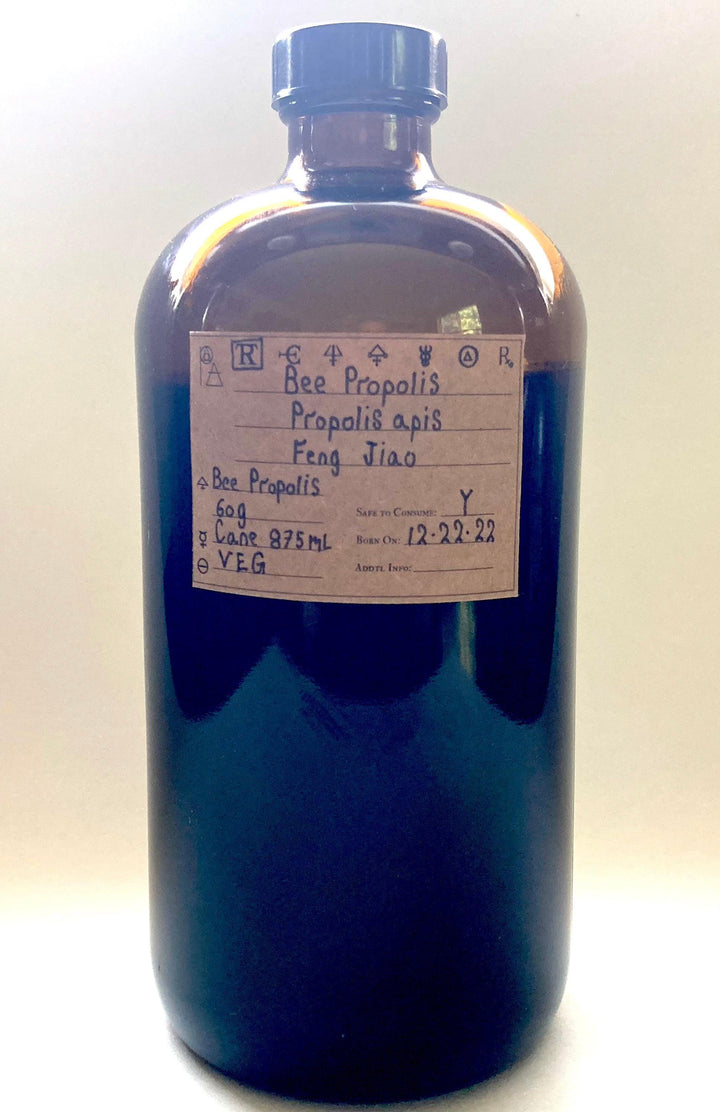 R
Bee Propolis
Propolis apis
Feng Jiao
Bee Propolis
60g
Cane 875mL
VEG
SAFE TO CONSUME: Y
BORN ON: 12·22·22
ADDTL INFO: